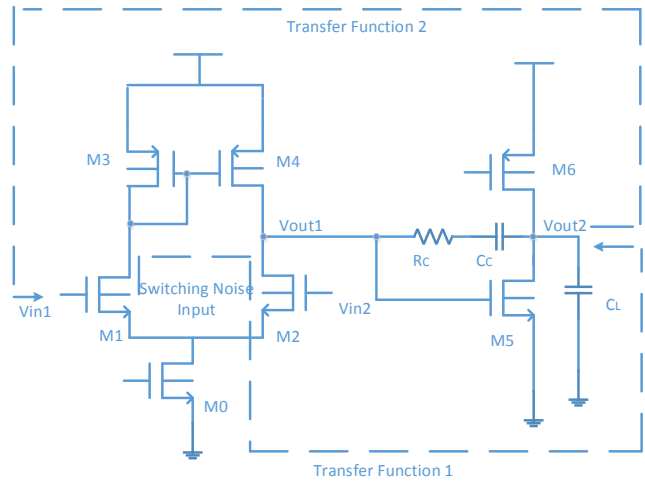 Transfer Function 2
M3
M4
M6
Vout1
Vout2
Rc
Cc
Switching Noise
Input
Vin1
Vin2
CL
M1
M2
M5
M0
Transfer Function 1